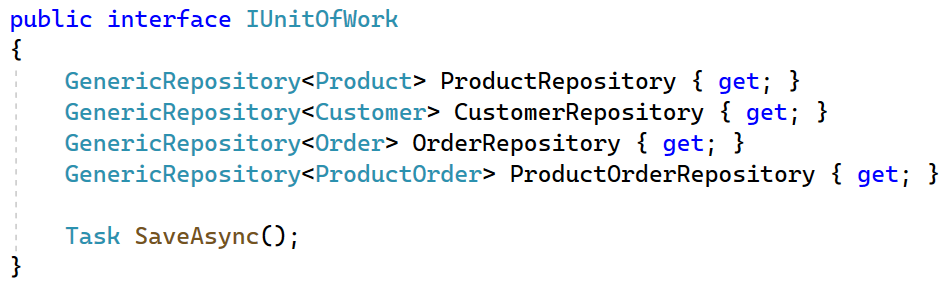 public interface IUnitOfWork
{
    GenericRepository<Product> ProductRepository { get; }
    GenericRepository<Customer> CustomerRepository { get; }
    GenericRepository<Order> OrderRepository { get; }
    GenericRepository<ProductOrder> ProductOrderRepository { get; }

    Task SaveAsync();
}